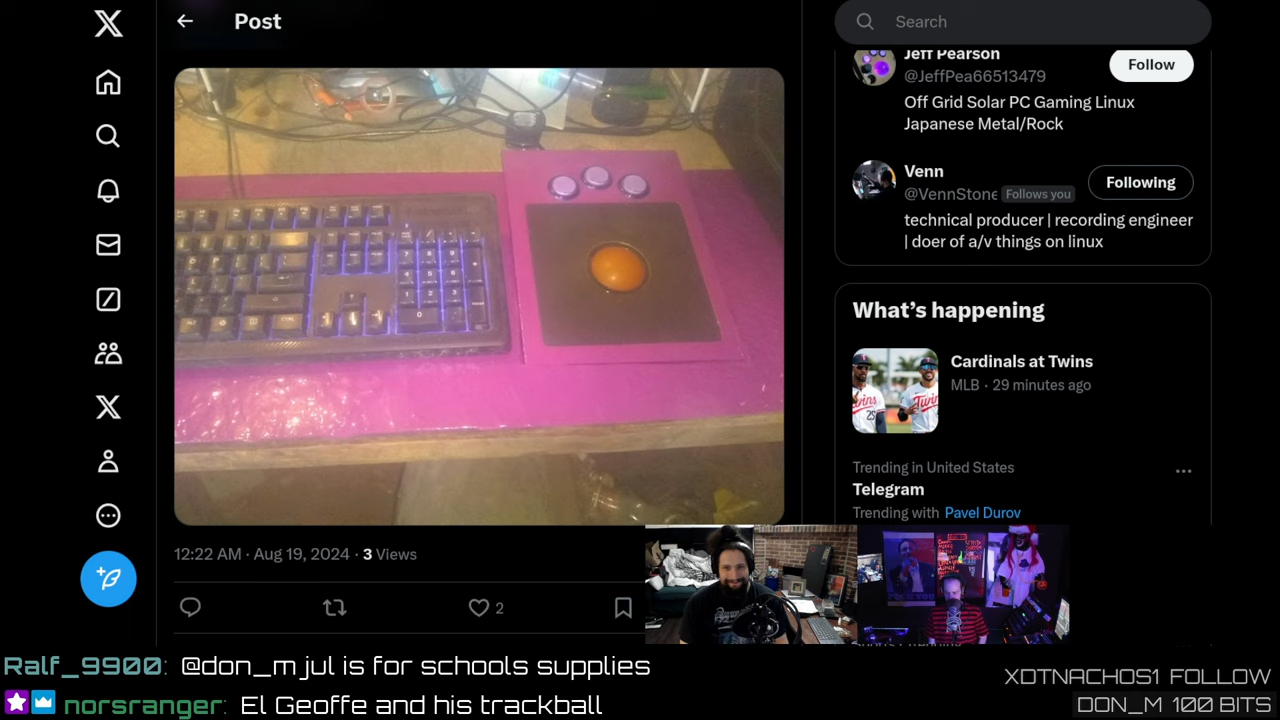 Post
Search
Jeff Pearson
@JeffPea66513479
Follow
Off Grid Solar PC Gaming Linux
Japanese Metal/Rock
Venn
@VennStone
Follows you
Following
technical producer | recording engineer
| doer of a/v things on linux
What's happening
Cardinals at Twins
MLB · 29 minutes ago
Trending in United States
Telegram
Trending with Pavel Durov
12:22 AM · Aug 19, 2024 · 3 Views
2
Ralf_9900: @don_m jul is for schools supplies
norsranger: El Geoffe and his trackball
XDTNACHOS1 FOLLOW
DON_M 100 BITS